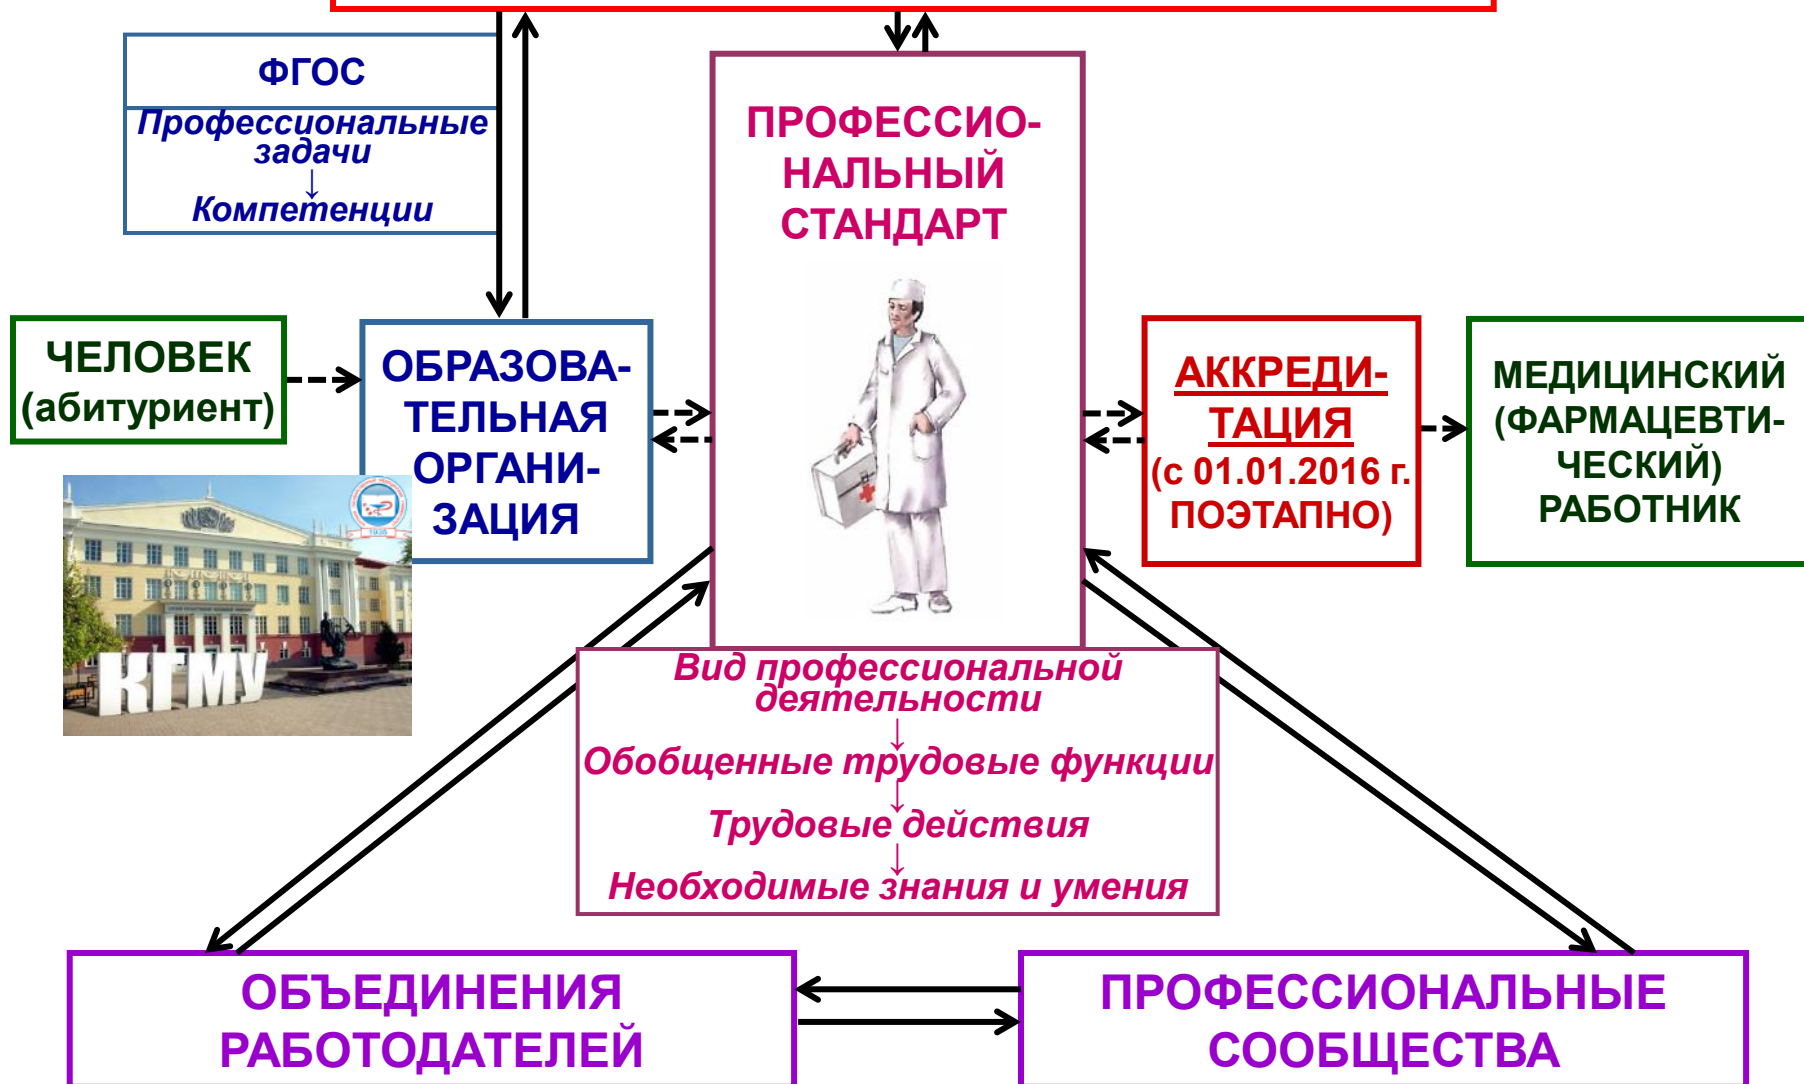 ФГОС
Профессиональные
задачи
↓
Компетенции
ПРОФЕССИО-
НАЛЬНЫЙ
СТАНДАРТ
ЧЕЛОВЕК
(абитуриент)
ОБРАЗОВА-
ТЕЛЬНАЯ
ОРГАНИ-
ЗАЦИЯ
АККРЕДИ-
ТАЦИЯ
(с 01.01.2016 г.
ПОЭТАПНО)
МЕДИЦИНСКИЙ
(ФАРМАЦЕВТИ-
ЧЕСКИЙ)
РАБОТНИК
1935
КГМУ
Вид профессиональной
деятельности
↓
Обобщенные трудовые функции
↓
Трудовые действия
↓
Необходимые знания и умения
ОБЪЕДИНЕНИЯ
РАБОТОДАТЕЛЕЙ
ПРОФЕССИОНАЛЬНЫЕ
СООБЩЕСТВА